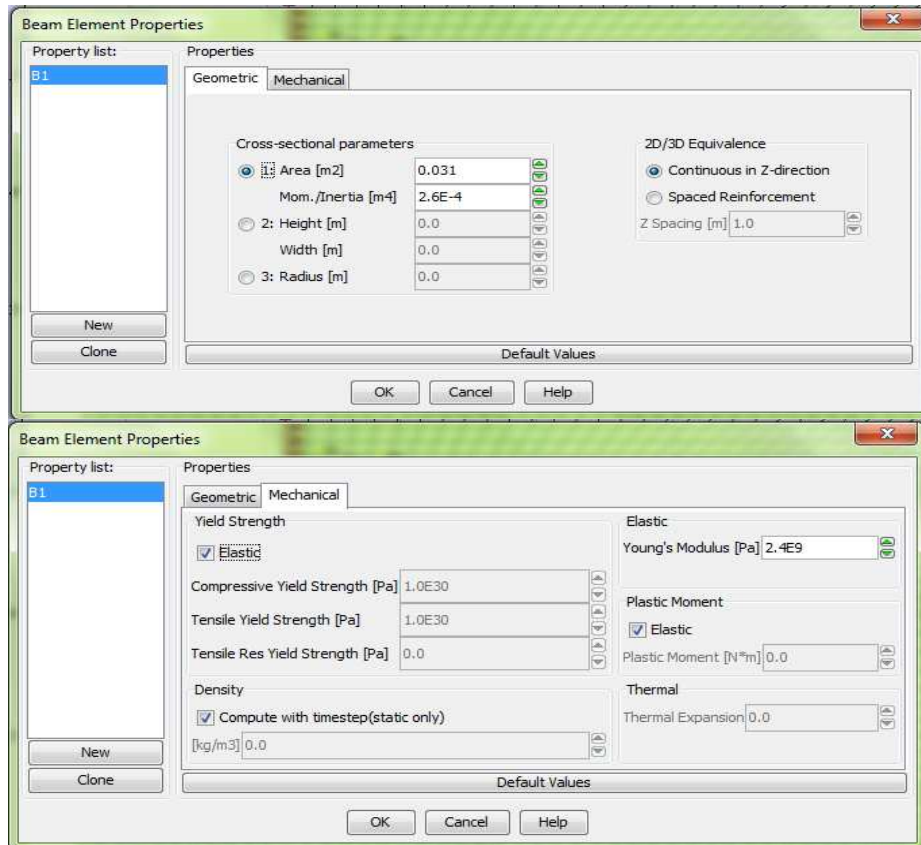 Beam Element Properties
Property list: Properties
B1
Geometric Mechanical
Cross-sectional parameters 2D/3D Equivalence
1: Area [m2] 0.031 Continuous in Z-direction
Mom./Inertia [m4] 2.6E-4 Spaced Reinforcement
2: Height [m] 0.0 Z Spacing [m] 1.0
Width [m] 0.0
3: Radius [m] 0.0
New
Clone Default Values
OK Cancel Help
Beam Element Properties
Property list: Properties
B1
Geometric Mechanical
Yield Strength Elastic
Elastic Young's Modulus [Pa] 2.4E9
Compressive Yield Strength [Pa] 1.0E30
Plastic Moment
Tensile Yield Strength [Pa] 1.0E30 Elastic
Tensile Res Yield Strength [Pa] 0.0 Plastic Moment [N*m] 0.0
Density Thermal
Compute with timestep(static only) Thermal Expansion 0.0
[kg/m3] 0.0
New
Clone Default Values
OK Cancel Help